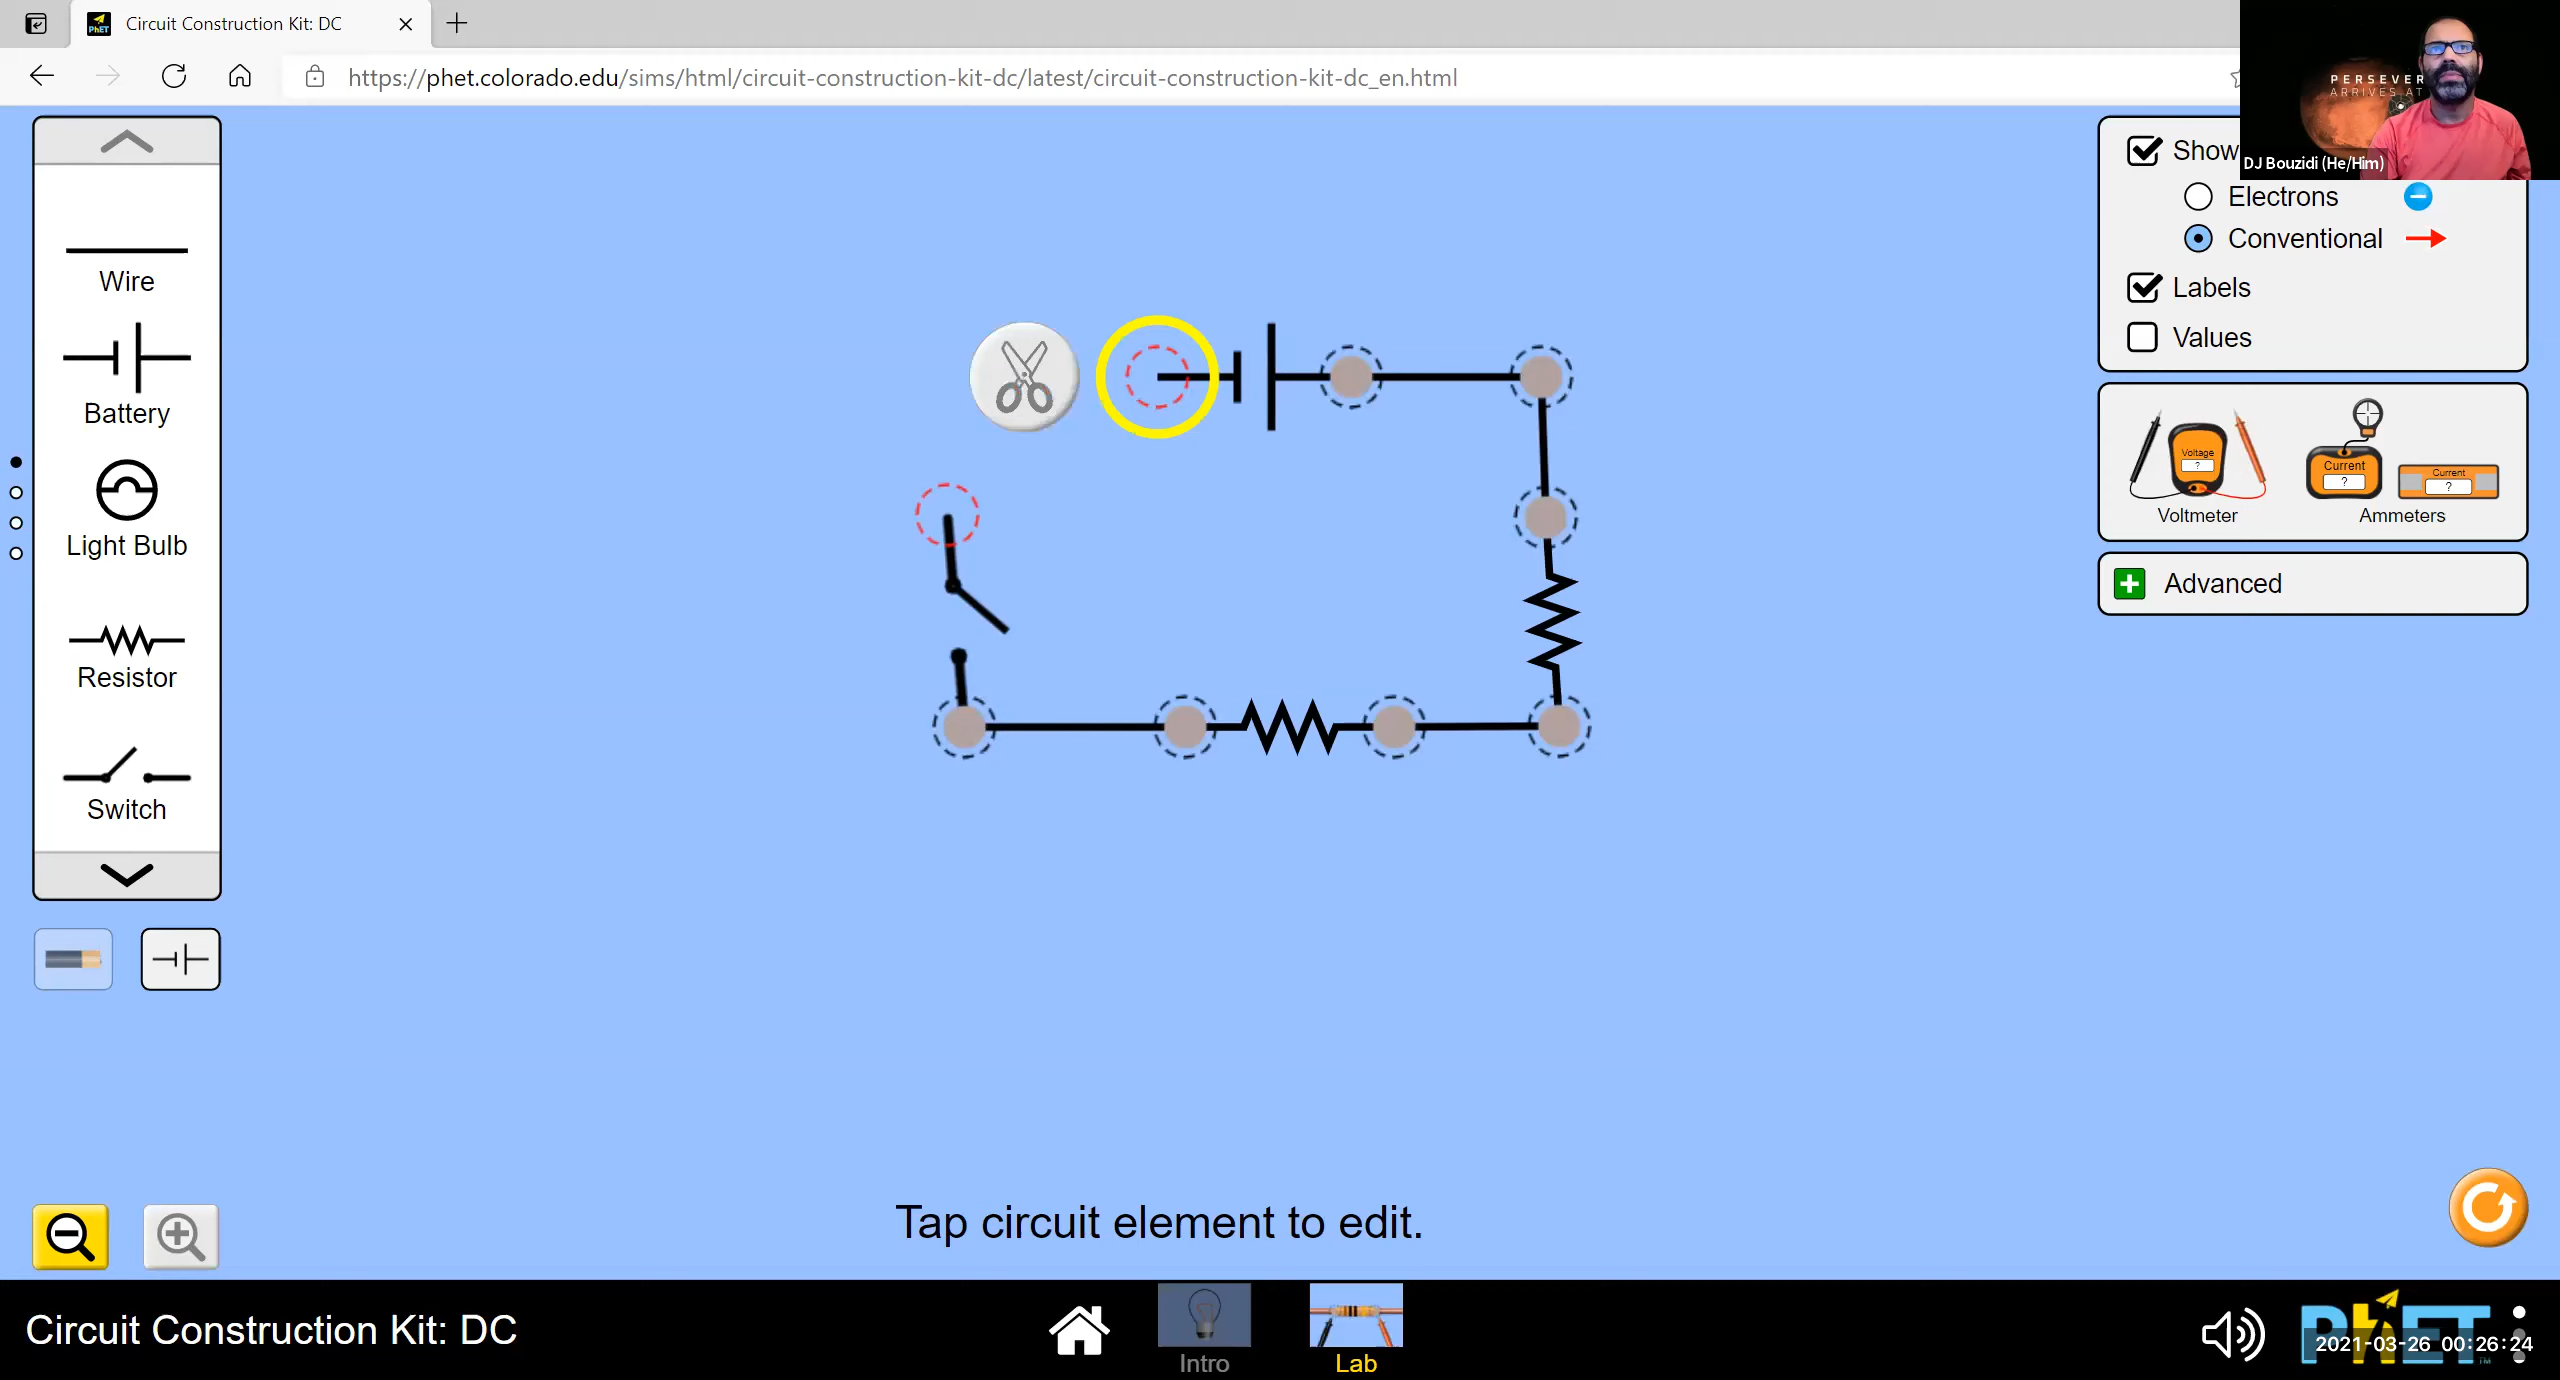 Circuit Construction Kit: DC
https://phet.colorado.edu/sims/html/circuit-construction-kit-dc/latest/circuit-construction-kit-dc_en.html
PERSEVER
ARRIVES AT
DJ Bouzidi (He/Him)
Wire
Battery
Light Bulb
Resistor
Switch
Show
Electrons
Conventional
Labels
Values
Voltage
?
Current
?
Current
?
Voltmeter
Ammeters
Advanced
Tap circuit element to edit.
Circuit Construction Kit: DC
Intro
Lab
PhET
2021-03-26 00:26:24